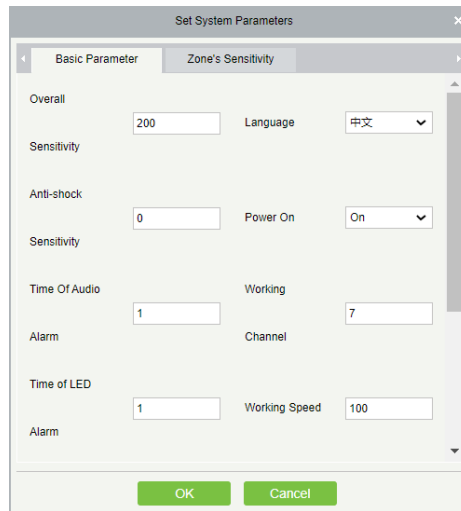 Set System Parameters
Basic Parameter
Zone's Sensitivity
Overall
Sensitivity
200
Language
中文
Anti-shock
Sensitivity
0
Power On
On
Time Of Audio
Alarm
1
Working
Channel
7
Time of LED
Alarm
1
Working Speed
100
OK
Cancel